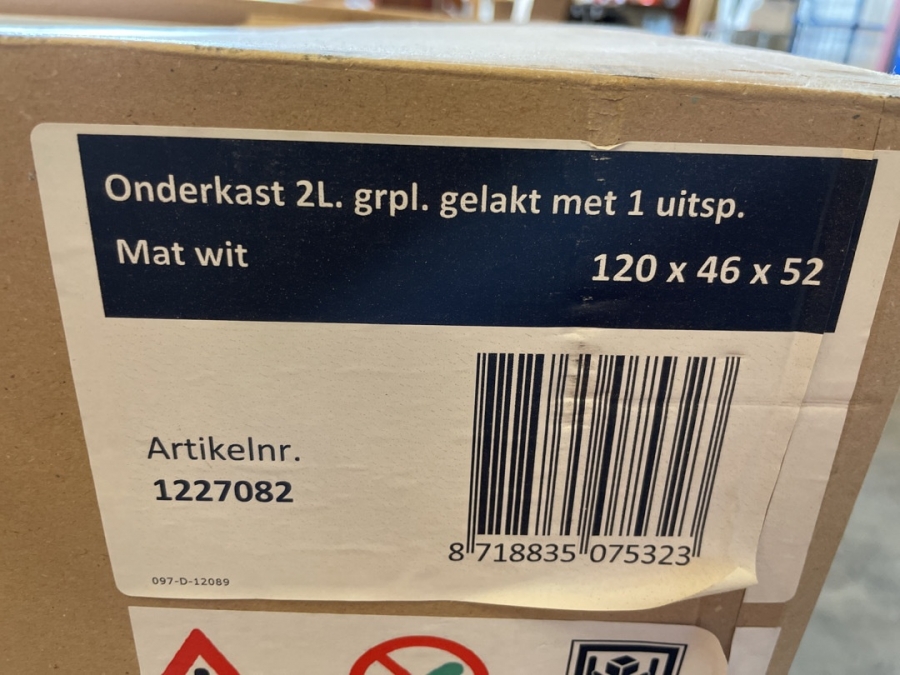 Onderkast 2L. grpl. gelakt met 1 uitsp.
Mat wit 120 x 46 x 52
Artikelnr.
1227082
8 718835 075323
097-D-12089